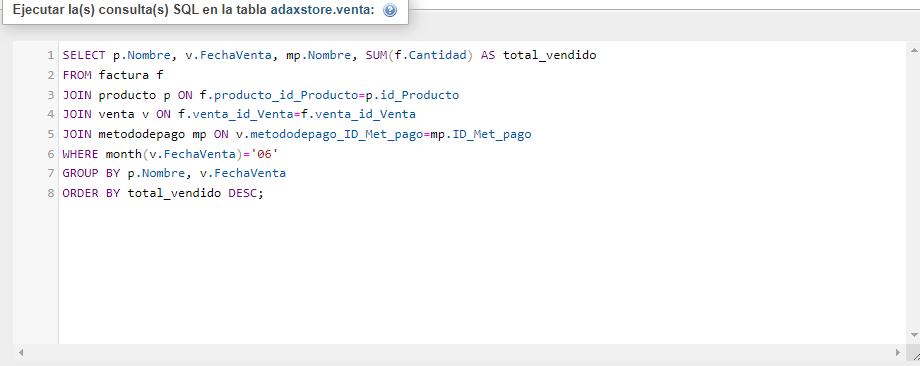 Ejecutar la(s) consulta(s) SQL en la tabla adaxstore.venta:
1 SELECT p.Nombre, v.FechaVenta, mp.Nombre, SUM(f.Cantidad) AS total_vendido
2 FROM factura f
3 JOIN producto p ON f.producto_id_Producto=p.id_Producto
4 JOIN venta v ON f.venta_id_Venta=f.venta_id_Venta
5 JOIN metododepago mp ON v.metododepago_ID_Met_pago=mp.ID_Met_pago
6 WHERE month(v.FechaVenta)='06'
7 GROUP BY p.Nombre, v.FechaVenta
8 ORDER BY total_vendido DESC;